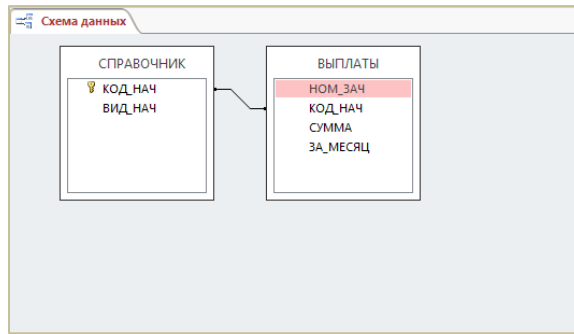 Схема данных
СПРАВОЧНИК
КОД_НАЧ
ВИД_НАЧ
ВЫПЛАТЫ
НОМ_ЗАЧ
КОД_НАЧ
СУММА
ЗА_МЕСЯЦ